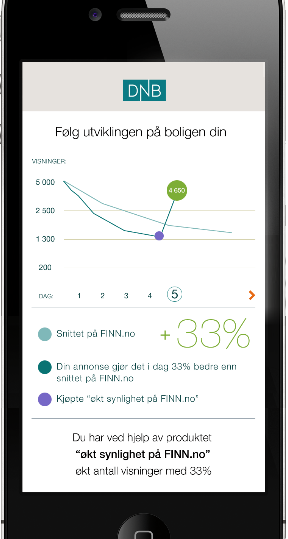 DNB
Følg utviklingen på boligen din
VISNINGER:
5 000
2 500
1 300
200
4 650
DAG: 1 2 3 4 5 >
Snittet på FINN.no
+33%
Din annonse gjør det i dag 33% bedre enn
snittet på FINN.no
Kjøpte “økt synlighet på FINN.no”
Du har ved hjelp av produktet
“økt synlighet på FINN.no”
økt antall visninger med 33%